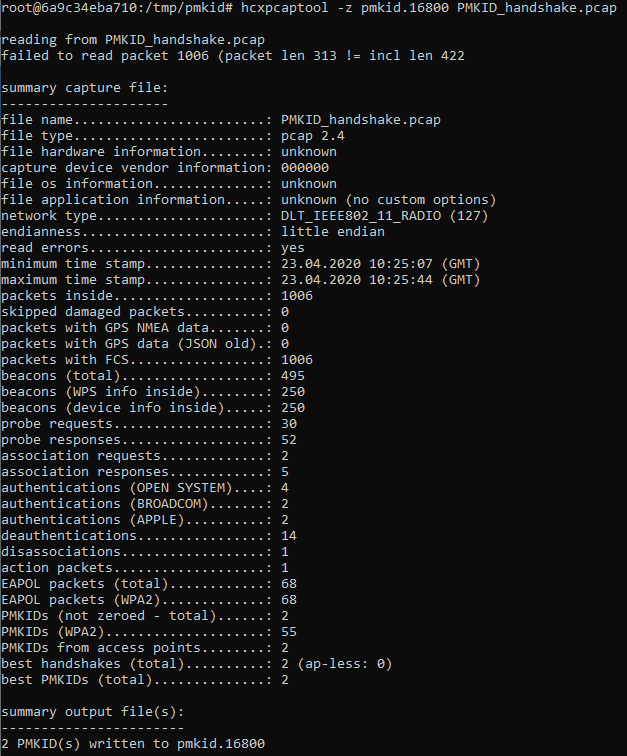 root@6a9c34eba710:/tmp/pmkid# hcxpcaptool -z pmkid.16800 PMKID_handshake.pcap
reading from PMKID_handshake.pcap
failed to read packet 1006 (packet len 313 != incl len 422
summary capture file:
---------------------
file name........................: PMKID_handshake.pcap
file type........................: pcap 2.4
file hardware information........: unknown
capture device vendor information: 000000
file os information..............: unknown
file application information.....: unknown (no custom options)
network type.....................: DLT_IEEE802_11_RADIO (127)
endianness.......................: little endian
read errors......................: yes
minimum time stamp...............: 23.04.2020 10:25:07 (GMT)
maximum time stamp...............: 23.04.2020 10:25:44 (GMT)
packets inside...................: 1006
skipped damaged packets..........: 0
packets with GPS NMEA data.......: 0
packets with GPS data (JSON old).: 0
packets with FCS.................: 1006
beacons (total)..................: 495
beacons (WPS info inside)........: 250
beacons (device info inside).....: 250
probe requests...................: 30
probe responses..................: 52
association requests.............: 2
association responses............: 5
authentications (OPEN SYSTEM)....: 4
authentications (BROADCOM).......: 2
authentications (APPLE)..........: 2
deauthentications................: 14
disassociations..................: 1
action packets...................: 1
EAPOL packets (total)............: 68
EAPOL packets (WPA2).............: 68
PMKIDs (not zeroed - total)......: 2
PMKIDs (WPA2)....................: 55
PMKIDs from access points........: 2
best handshakes (total)..........: 2 (ap-less: 0)
best PMKIDs (total)..............: 2
summary output file(s):
-----------------------
2 PMKID(s) written to pmkid.16800